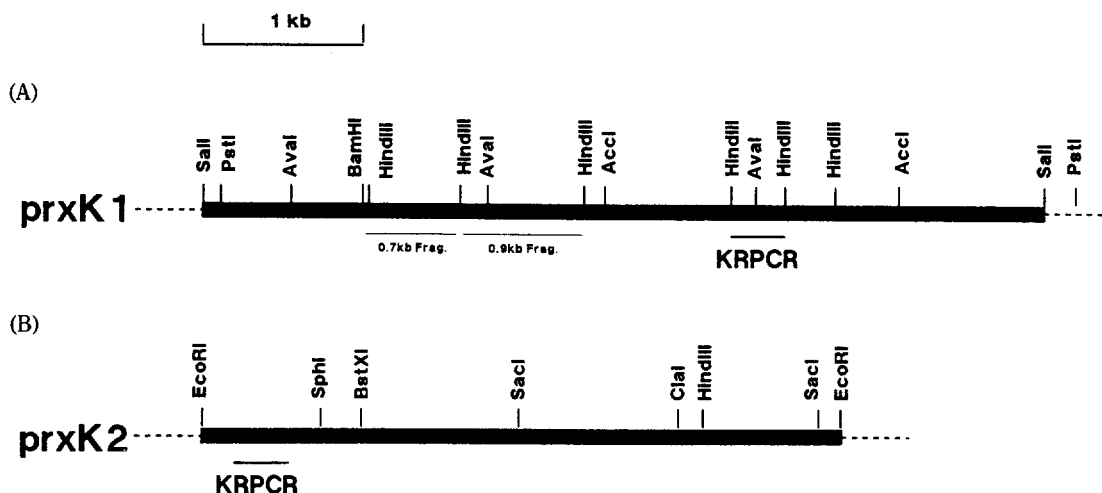 1 kb
(A)
SalI PstI AvaI BamHI HindIII HindIII AvaI HindIII AccI HindIII AvaI HindIII HindIII AccI SalI PstI
prxK1
0.7kb Frag. 0.9kb Frag. KRPCR
(B)
EcoRI SphI BstXI SacI ClaI HindIII SacI EcoRI
prxK2
KRPCR